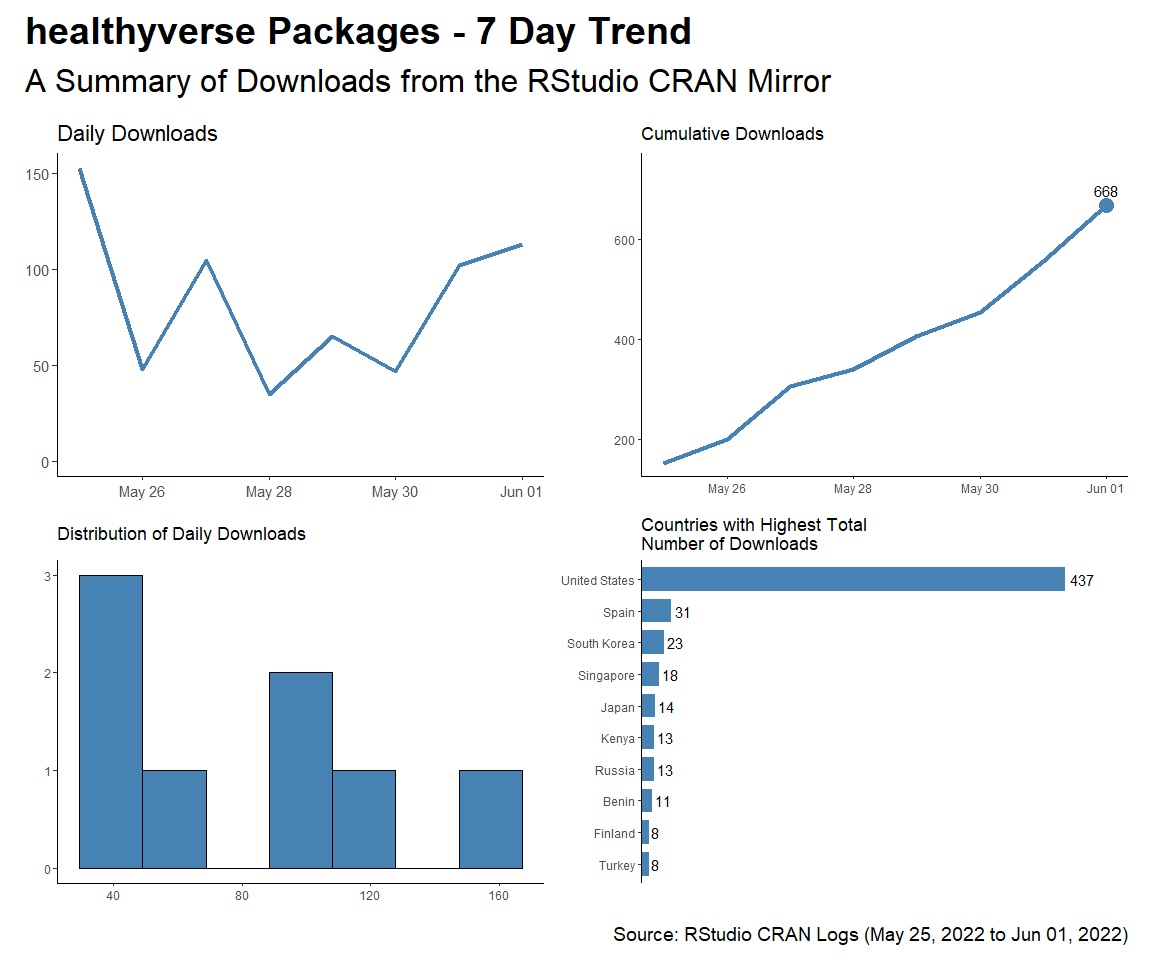 healthyverse Packages - 7 Day Trend
A Summary of Downloads from the RStudio CRAN Mirror
Daily Downloads
150
100
50
0
May 26 May 28 May 30 Jun 01
Cumulative Downloads
668
600
400
200
May 26 May 28 May 30 Jun 01
Distribution of Daily Downloads
3
2
1
0
40 80 120 160
Countries with Highest Total
Number of Downloads
United States 437
Spain 31
South Korea 23
Singapore 18
Japan 14
Kenya 13
Russia 13
Benin 11
Finland 8
Turkey 8
Source: RStudio CRAN Logs (May 25, 2022 to Jun 01, 2022)